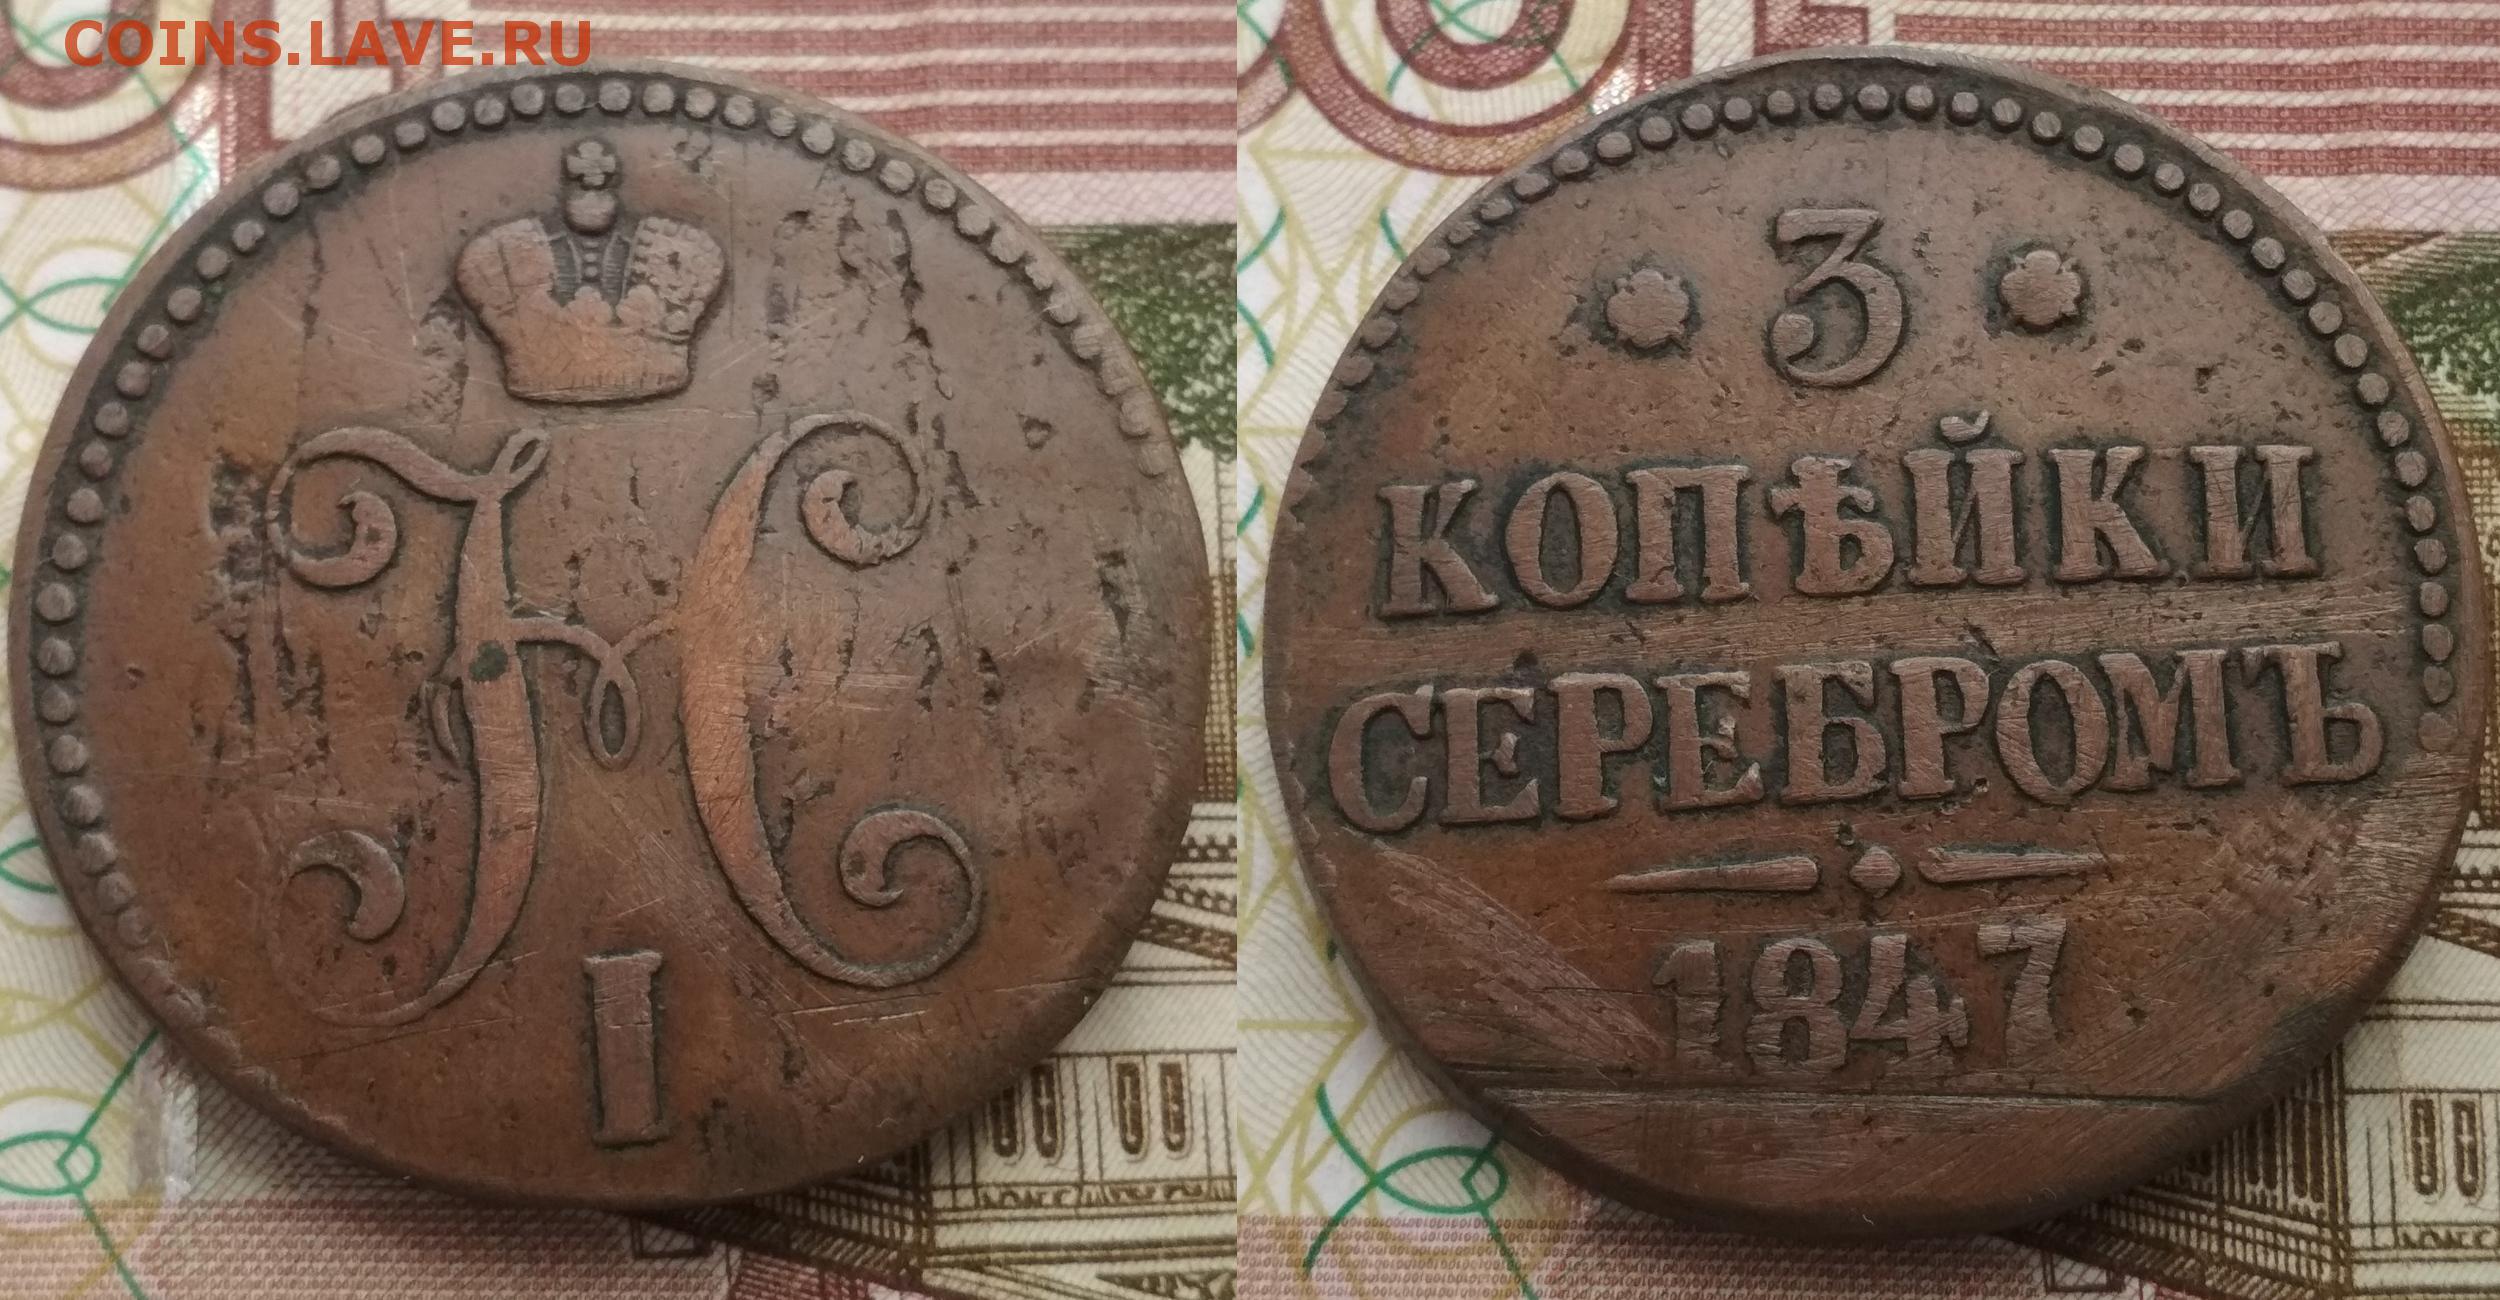 COINS.LAVE.RU
I
3
КОПѢЙКИ
СЕРЕБРОМЪ
1847